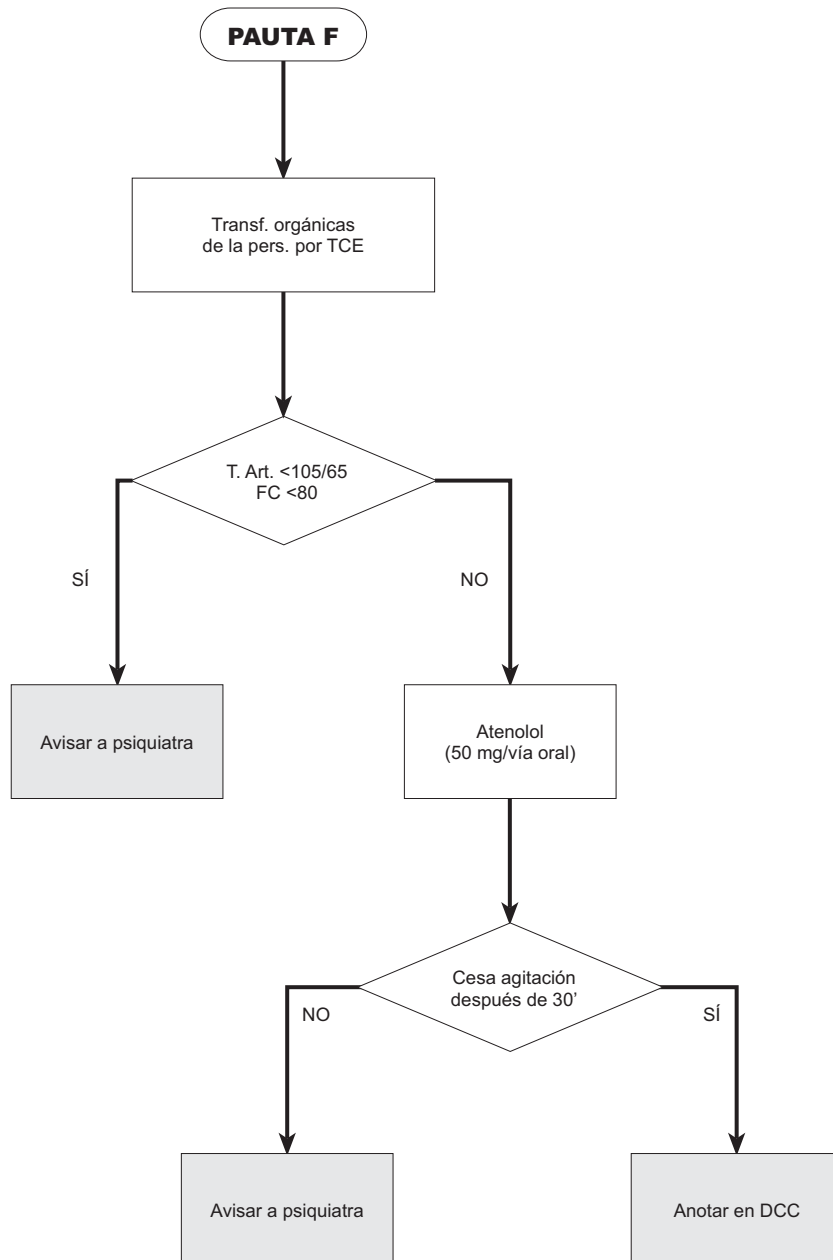 PAUTA F
Transf. orgánicas
de la pers. por TCE
T. Art. <105/65
FC <80
SÍ
NO
Avisar a psiquiatra
Atenolol
(50 mg/vía oral)
Cesa agitación
después de 30’
NO
SÍ
Avisar a psiquiatra
Anotar en DCC